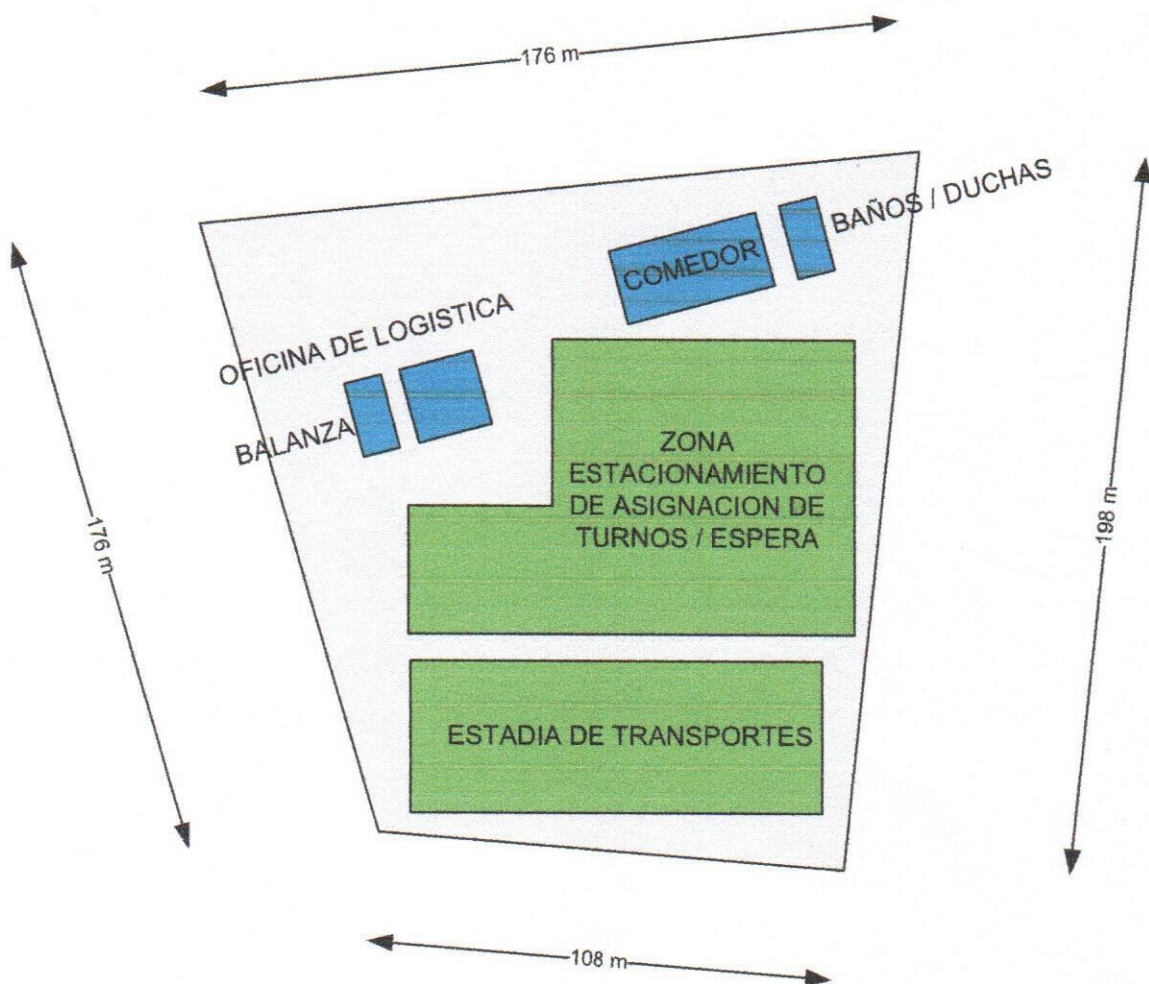 176 m
BAÑOS / DUCHAS
COMEDOR
OFICINA DE LOGISTICA
BALANZA
ZONA
ESTACIONAMIENTO
DE ASIGNACION DE
TURNOS / ESPERA
176 m
198 m
ESTADIA DE TRANSPORTES
108 m